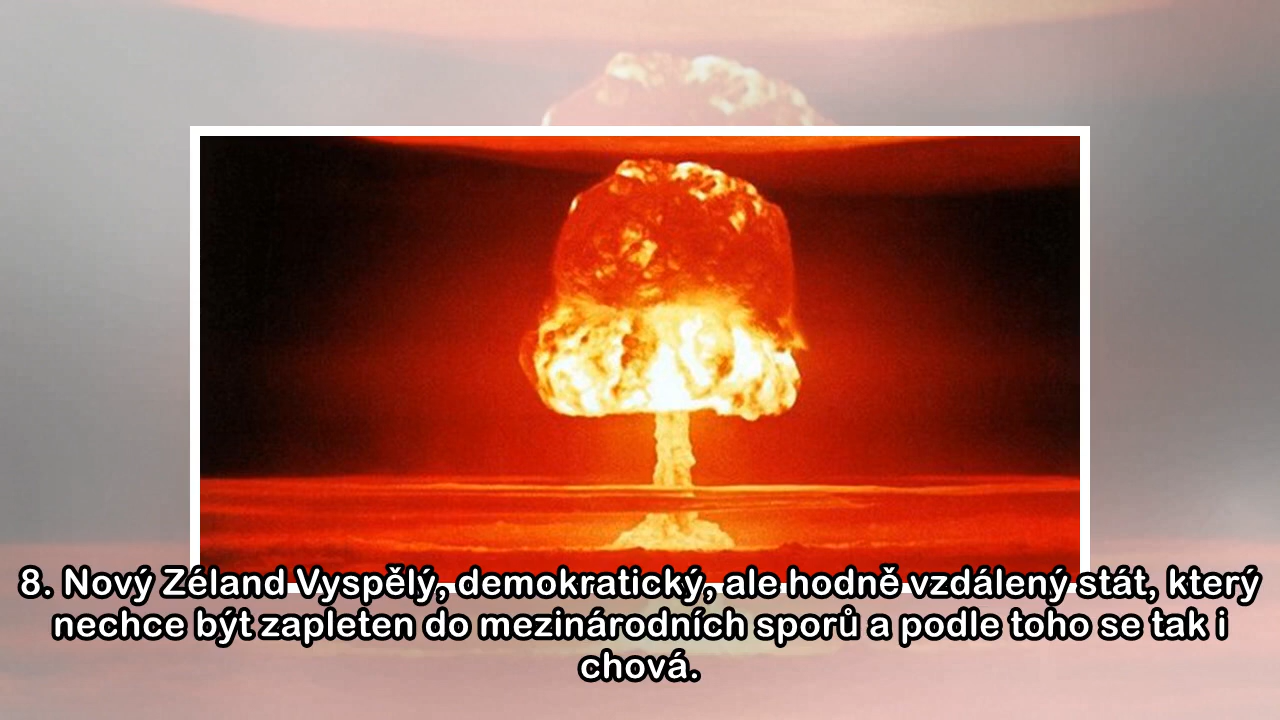 8. Nový Zéland Vyspělý, demokratický, ale hodně vzdálený stát, který
nechce být zapleten do mezinárodních sporů a podle toho se tak i
chová.